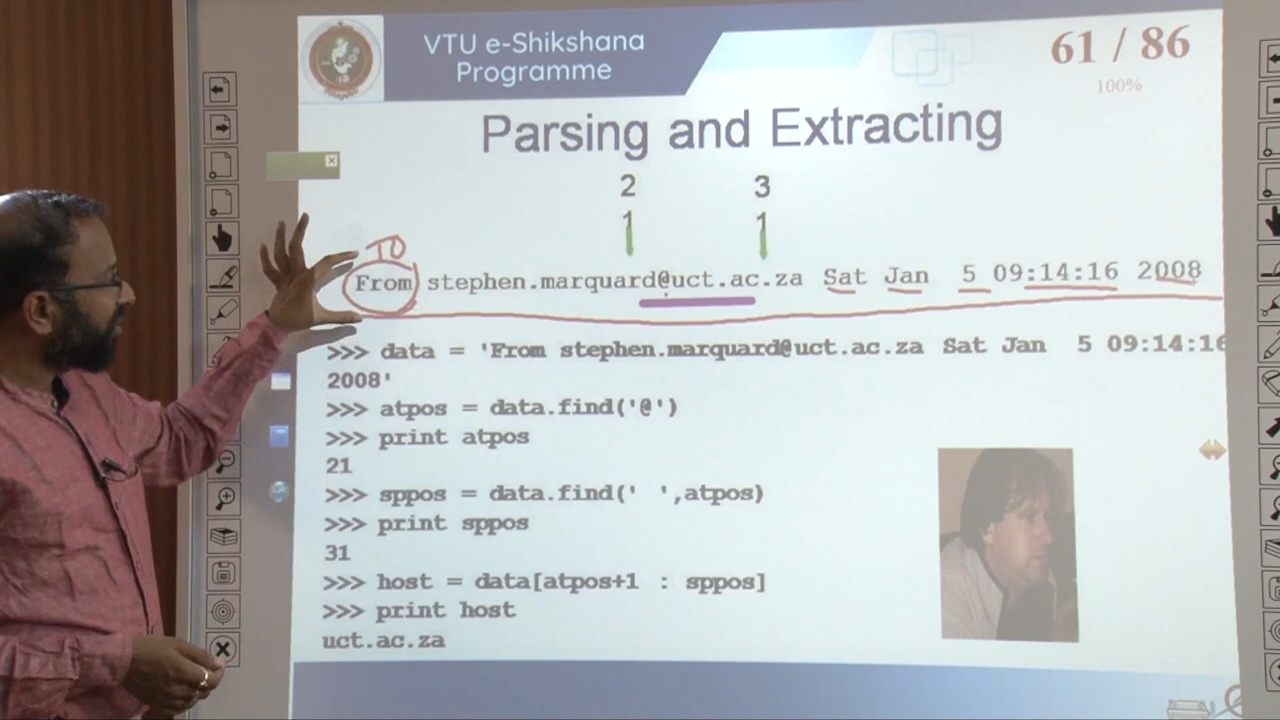 VTU e-Shikshana
Programme
61 / 86
100%
Parsing and Extracting
2 3
1 1
TO
From stephen.marquard@uct.ac.za Sat Jan 5 09:14:16 2008
>>> data = 'From stephen.marquard@uct.ac.za Sat Jan 5 09:14:16
2008'
>>> atpos = data.find('@')
>>> print atpos
21
>>> sppos = data.find(' ',atpos)
>>> print sppos
31
>>> host = data[atpos+1 : sppos]
>>> print host
uct.ac.za